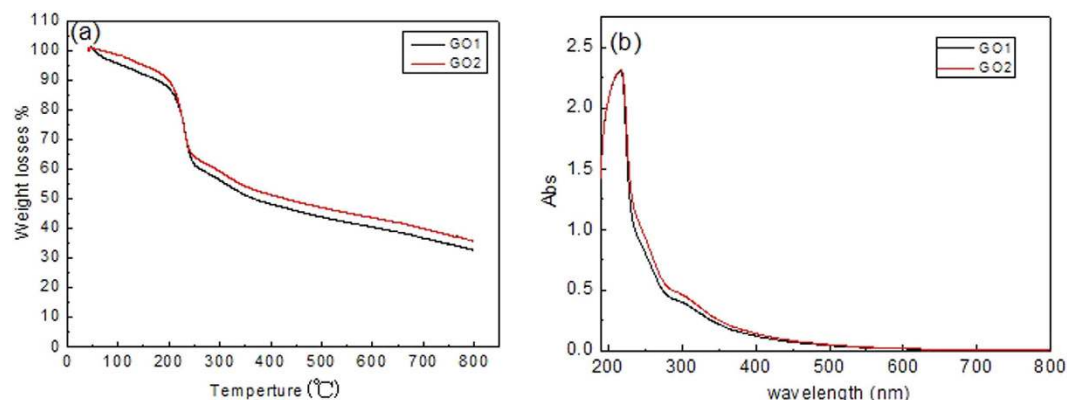 (a)
GO1
GO2
110
100
90
80
70
60
50
40
30
20
10
0
Weight losses %
0 100 200 300 400 500 600 700 800
Temperture (℃)
(b)
GO1
GO2
2.5
2.0
1.5
1.0
0.5
0.0
Abs
200 300 400 500 600 700 800
wavelength (nm)